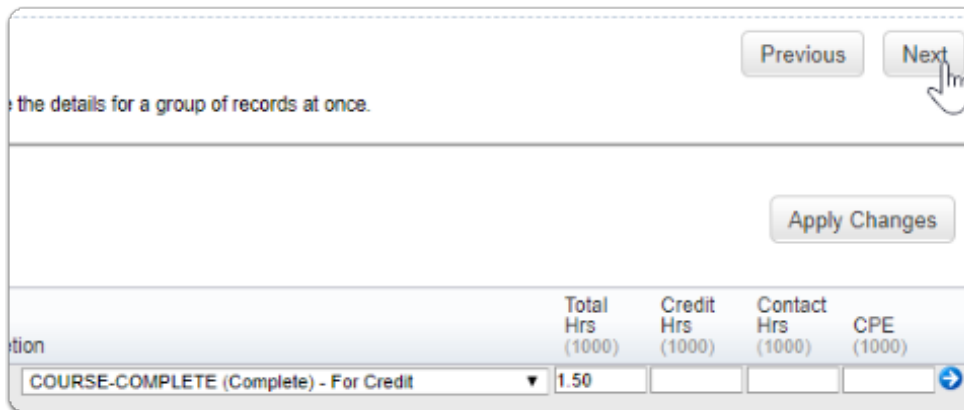 Previous Next
the details for a group of records at once.
Apply Changes
Total Hrs (1000) Credit Hrs (1000) Contact Hrs (1000) CPE (1000)
COURSE-COMPLETE (Complete) - For Credit 1.50